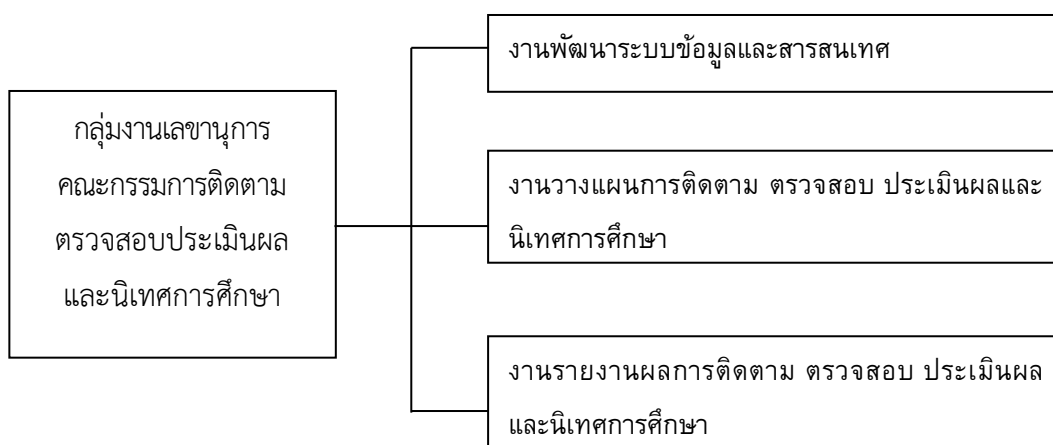 กลุ่มงานเลขานุการ
คณะกรรมการติดตาม
ตรวจสอบประเมินผล
และนิเทศการศึกษา
งานพัฒนาระบบข้อมูลและสารสนเทศ
งานวางแผนการติดตาม ตรวจสอบ ประเมินผลและ
นิเทศการศึกษา
งานรายงานผลการติดตาม ตรวจสอบ ประเมินผล
และนิเทศการศึกษา